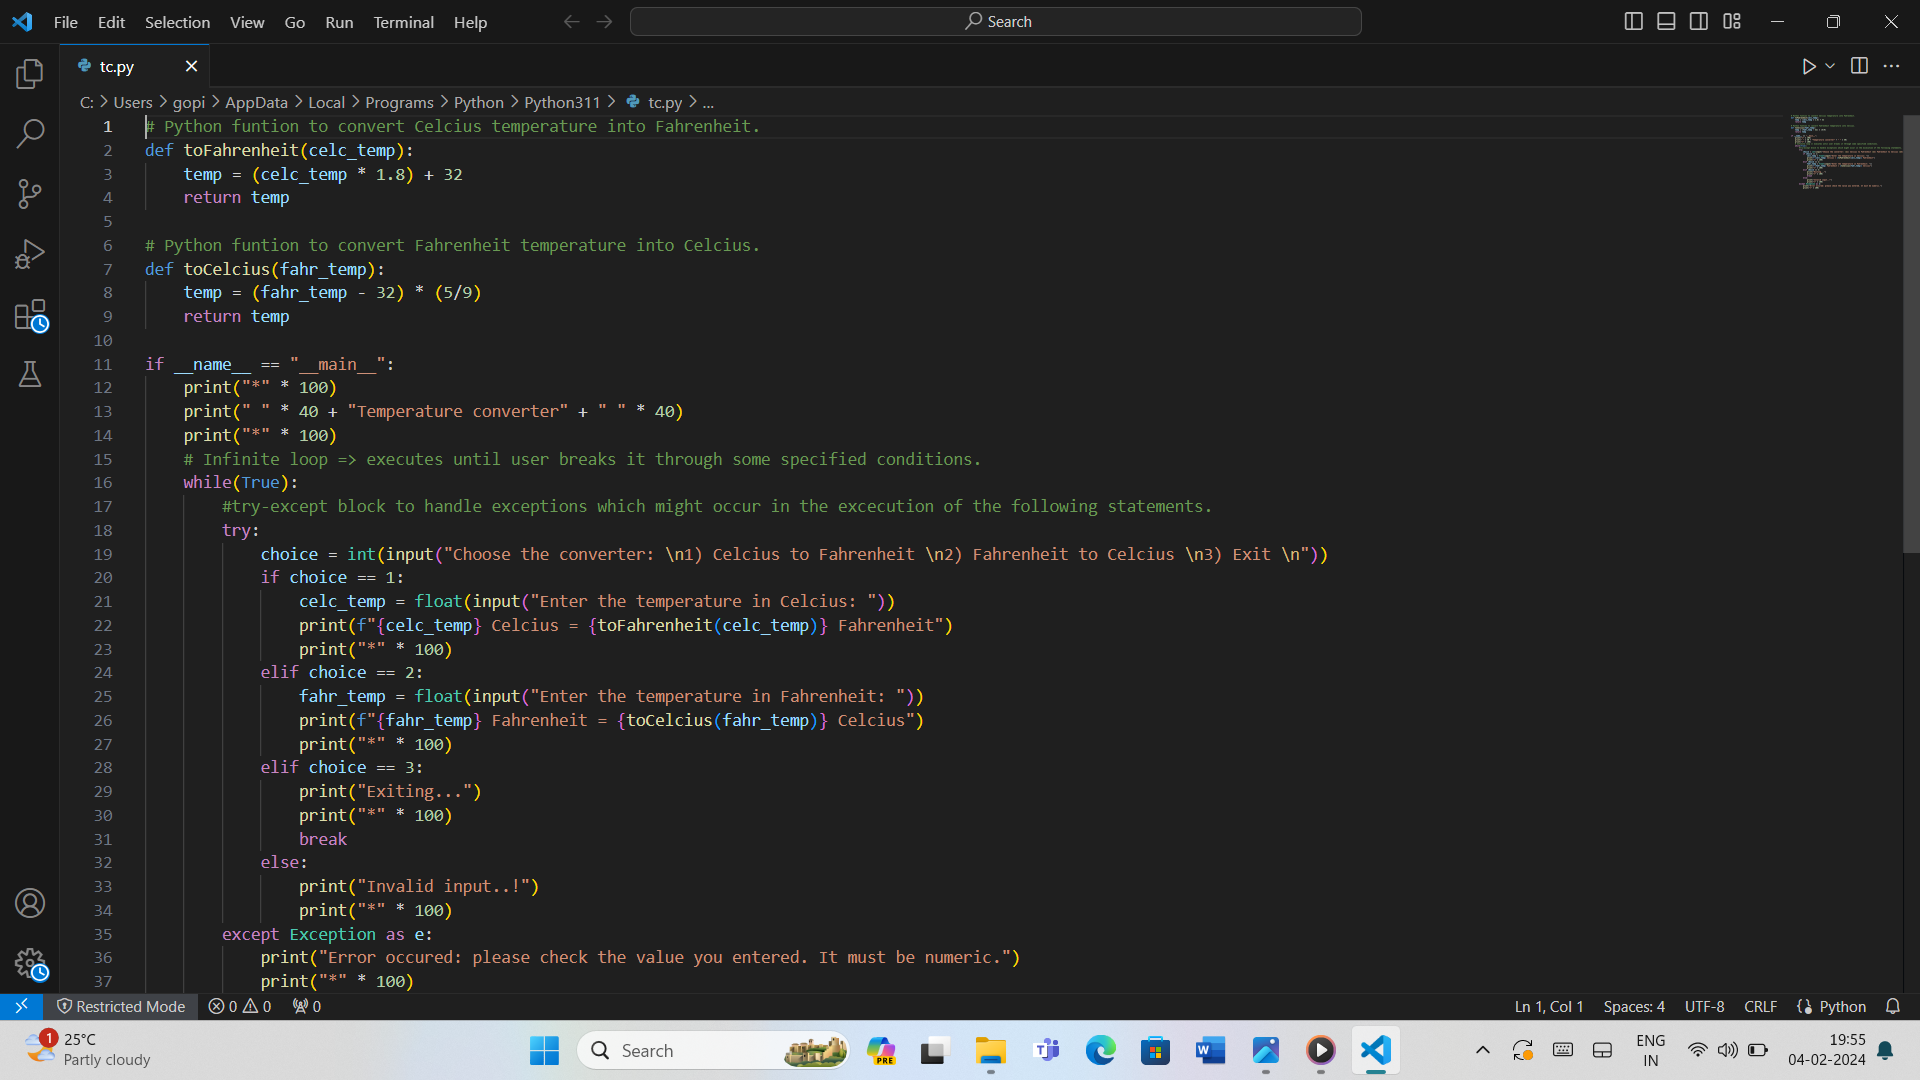 File Edit Selection View Go Run Terminal Help Search
tc.py
C: > Users > gopi > AppData > Local > Programs > Python > Python311 > tc.py > ...
1 # Python funtion to convert Celcius temperature into Fahrenheit.
2 def toFahrenheit(celc_temp):
3     temp = (celc_temp * 1.8) + 32
4     return temp
5
6 # Python funtion to convert Fahrenheit temperature into Celcius.
7 def toCelcius(fahr_temp):
8     temp = (fahr_temp - 32) * (5/9)
9     return temp
10
11 if __name__ == "__main__":
12     print("*" * 100)
13     print(" " * 40 + "Temperature converter" + " " * 40)
14     print("*" * 100)
15     # Infinite loop => executes until user breaks it through some specified conditions.
16     while(True):
17         #try-except block to handle exceptions which might occur in the excecution of the following statements.
18         try:
19             choice = int(input("Choose the converter: \n1) Celcius to Fahrenheit \n2) Fahrenheit to Celcius \n3) Exit \n"))
20             if choice == 1:
21                 celc_temp = float(input("Enter the temperature in Celcius: "))
22                 print(f"{celc_temp} Celcius = {toFahrenheit(celc_temp)} Fahrenheit")
23                 print("*" * 100)
24             elif choice == 2:
25                 fahr_temp = float(input("Enter the temperature in Fahrenheit: "))
26                 print(f"{fahr_temp} Fahrenheit = {toCelcius(fahr_temp)} Celcius")
27                 print("*" * 100)
28             elif choice == 3:
29                 print("Exiting...")
30                 print("*" * 100)
31                 break
32             else:
33                 print("Invalid input..!")
34                 print("*" * 100)
35         except Exception as e:
36             print("Error occured: please check the value you entered. It must be numeric.")
37             print("*" * 100)
Restricted Mode 0 0 0 Ln 1, Col 1 Spaces: 4 UTF-8 CRLF Python
1 25°C
Partly cloudy
Search
PRE
ENG
IN
19:55
04-02-2024